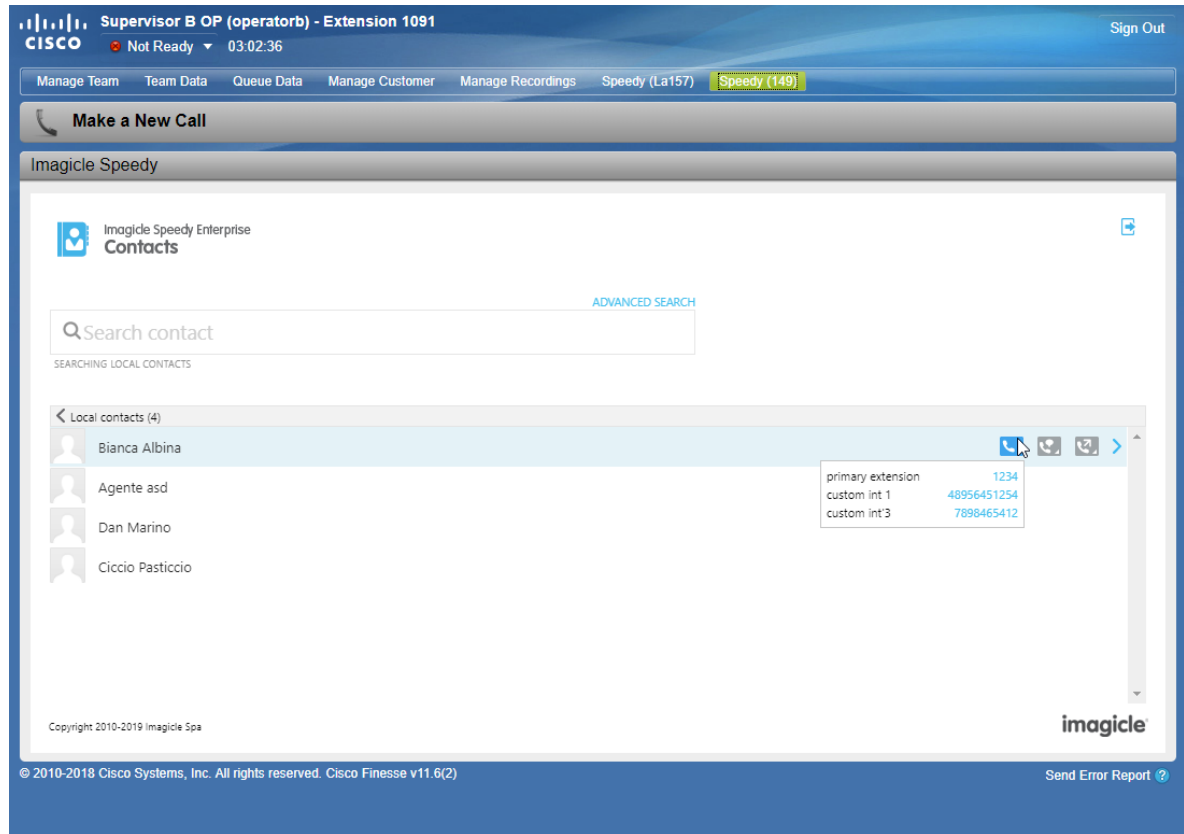 Supervisor B OP (operatorb) - Extension 1091
Sign Out
CISCO
Not Ready 03:02:36
Manage Team Team Data Queue Data Manage Customer Manage Recordings Speedy (La157) Speedy (149)
Make a New Call
Imagicle Speedy
Imagicle Speedy Enterprise
Contacts
ADVANCED SEARCH
Search contact
SEARCHING LOCAL CONTACTS
Local contacts (4)
Bianca Albina
primary extension 1234
custom int 1 48956451254
custom int'3 7898465412
Agente asd
Dan Marino
Ciccio Pasticcio
Copyright 2010-2019 Imagicle Spa
imagicle
© 2010-2018 Cisco Systems, Inc. All rights reserved. Cisco Finesse v11.6(2)
Send Error Report ?